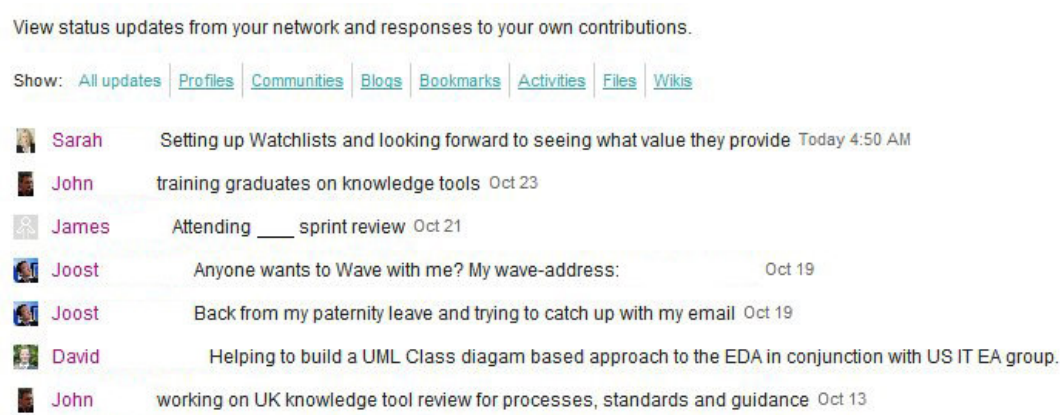 View status updates from your network and responses to your own contributions.
Show: All updates Profiles Communities Blogs Bookmarks Activities Files Wikis
Sarah Setting up Watchlists and looking forward to seeing what value they provide Today 4:50 AM
John training graduates on knowledge tools Oct 23
James Attending ____ sprint review Oct 21
Joost Anyone wants to Wave with me? My wave-address: Oct 19
Joost Back from my paternity leave and trying to catch up with my email Oct 19
David Helping to build a UML Class diagam based approach to the EDA in conjunction with US IT EA group.
John working on UK knowledge tool review for processes, standards and guidance Oct 13